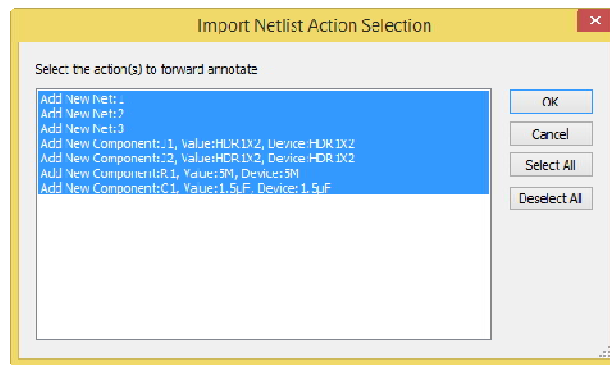 Import Netlist Action Selection
Select the action(s) to forward annotate
Add New Net:1
Add New Net:2
Add New Net:3
Add New Component:J1, Value:HDR1X2, Device:HDR1X2
Add New Component:J2, Value:HDR1X2, Device:HDR1X2
Add New Component:R1, Value:5M, Device:5M
Add New Component:C1, Value:1.5µF, Device:1.5µF
OK
Cancel
Select All
Deselect All